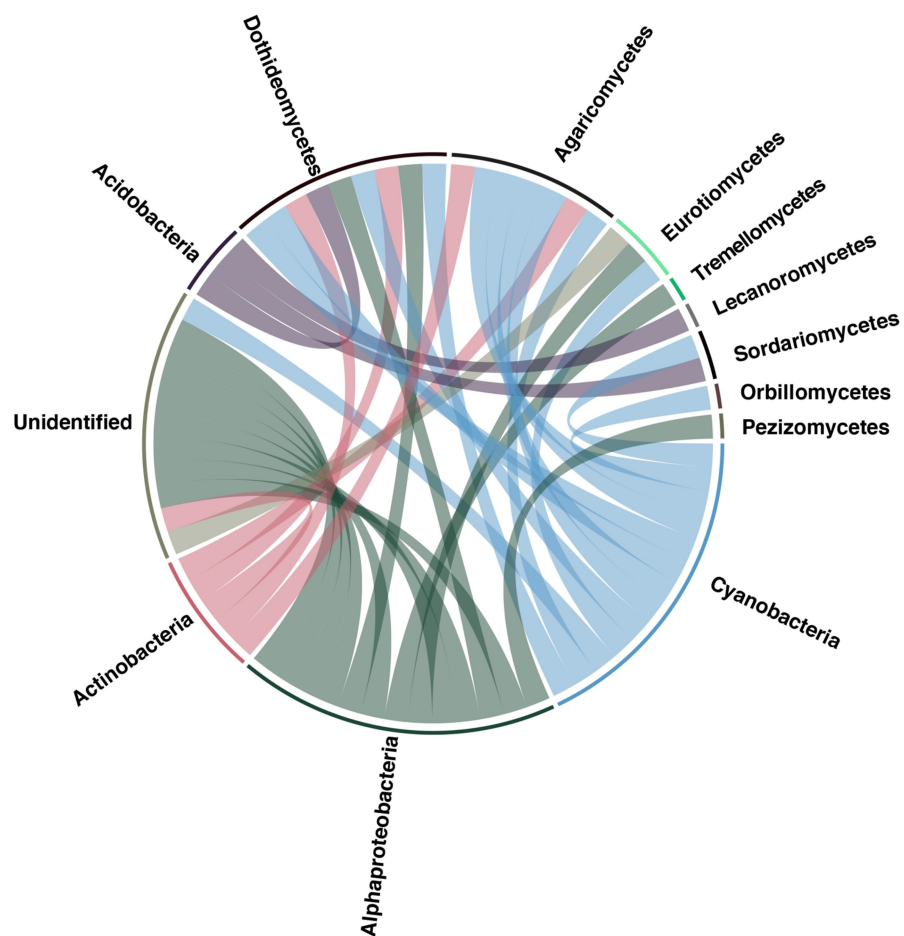 Dothideomycetes
Agaricomycetes
Acidobacteria
Eurotiomycetes
Tremellomycetes
Lecanoromycetes
Sordariomycetes
Orbillomycetes
Pezizomycetes
Unidentified
Cyanobacteria
Actinobacteria
Alphaproteobacteria